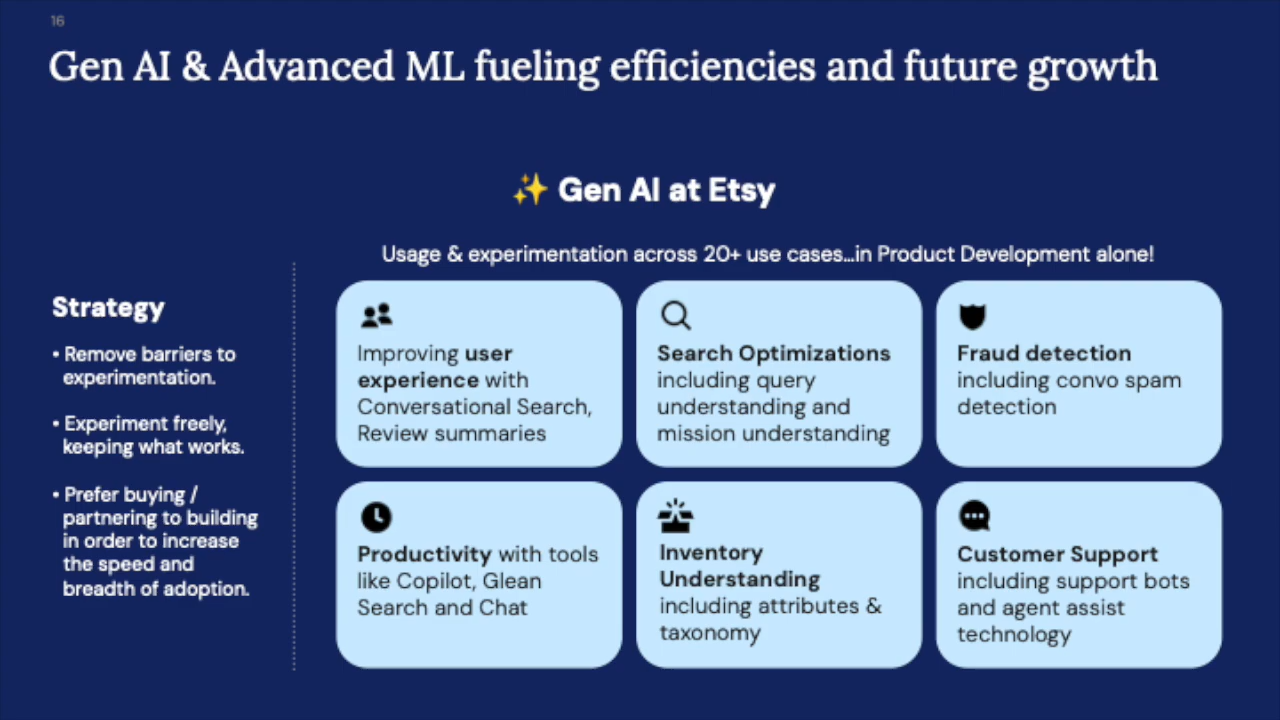 16
Gen AI & Advanced ML fueling efficiencies and future growth
✨ Gen AI at Etsy
Usage & experimentation across 20+ use cases...in Product Development alone!
Strategy
• Remove barriers to
experimentation.
• Experiment freely,
keeping what works.
• Prefer buying /
partnering to building
in order to increase
the speed and
breadth of adoption.
Improving user
experience with
Conversational Search,
Review summaries
Search Optimizations
including query
understanding and
mission understanding
Fraud detection
including convo spam
detection
Productivity with tools
like Copilot, Glean
Search and Chat
Inventory
Understanding
including attributes &
taxonomy
Customer Support
including support bots
and agent assist
technology